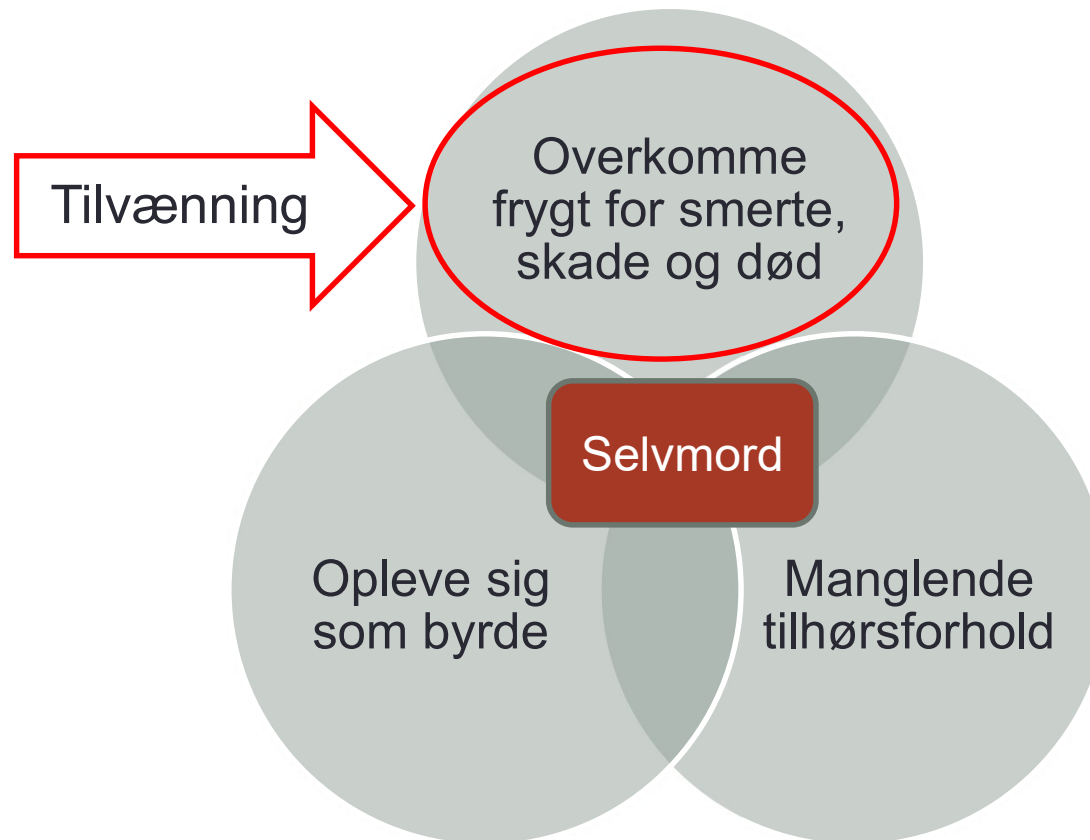 Tilvænning
Overkomme
frygt for smerte,
skade og død
Selvmord
Opleve sig
som byrde
Manglende
tilhørsforhold